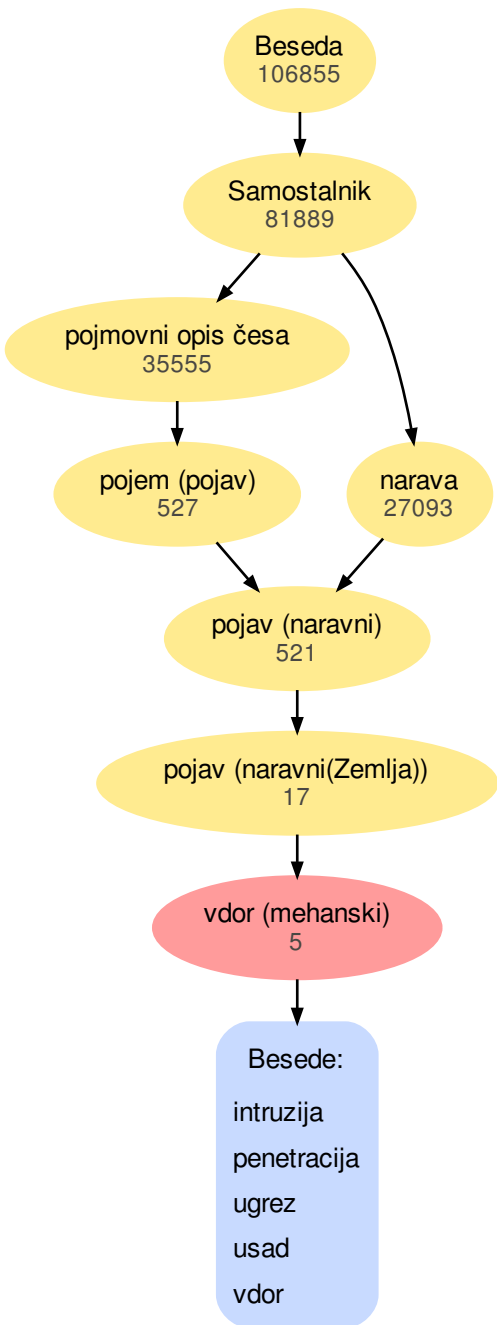 Beseda
106855
Samostalnik
81889
pojmovni opis česa
35555
pojem (pojav)
527
narava
27093
pojav (naravni)
521
pojav (naravni(Zemlja))
17
vdor (mehanski)
5
Besede:
intruzija
penetracija
ugrez
usad
vdor